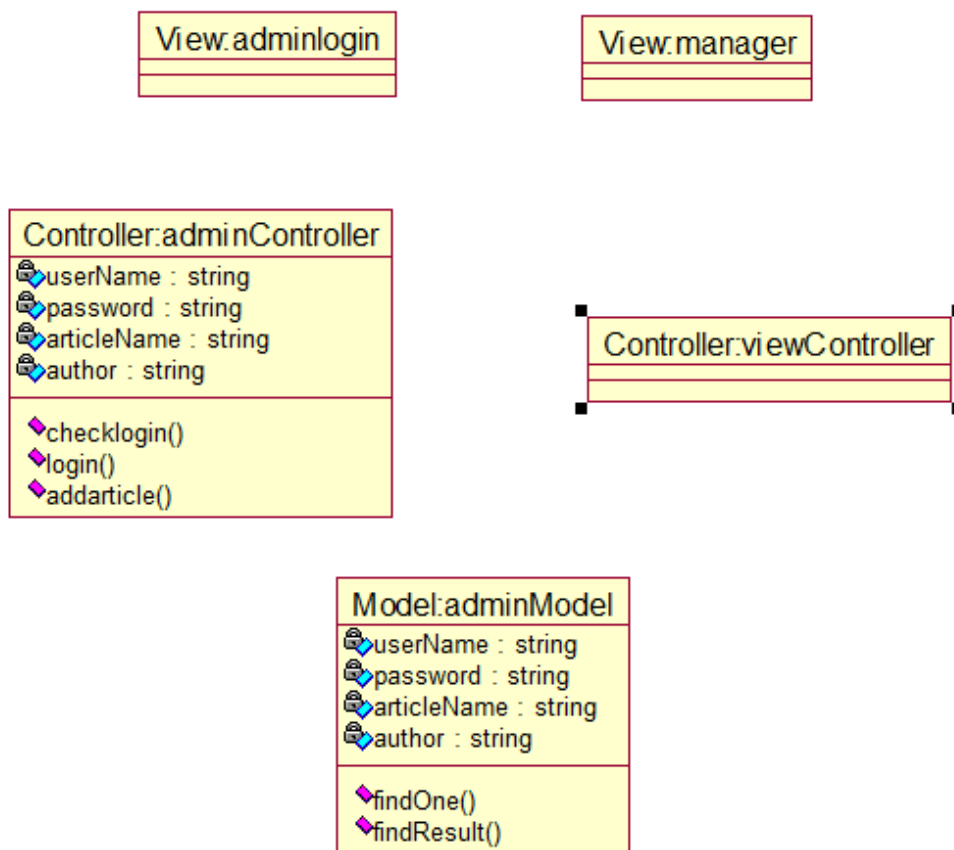 View:adminlogin
View:manager
Controller:adminController
userName : string
password : string
articleName : string
author : string
checklogin()
login()
addarticle()
Controller:viewController
Model:adminModel
userName : string
password : string
articleName : string
author : string
findOne()
findResult()